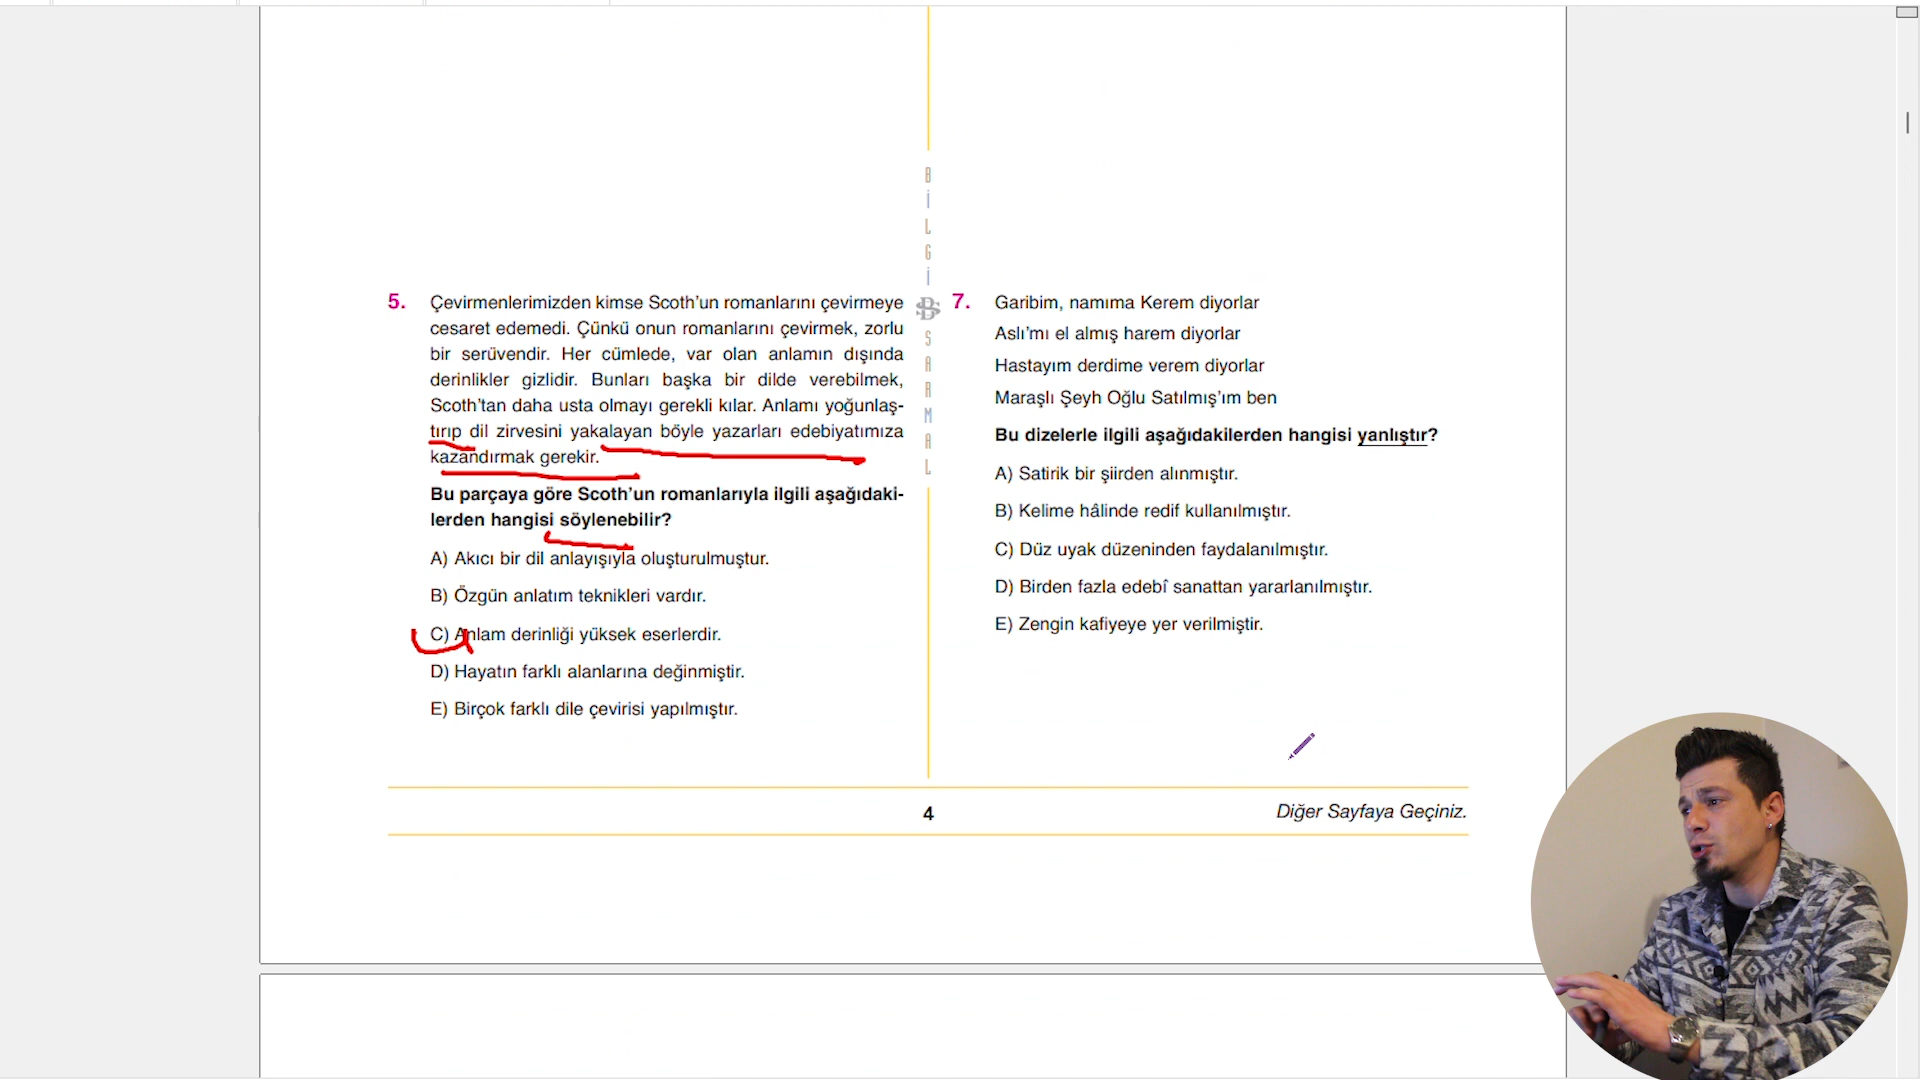 5. Çevirmenlerimizden kimse Scoth'un romanlarını çevirmeye
cesaret edemedi. Çünkü onun romanlarını çevirmek, zorlu
bir serüvendir. Her cümlede, var olan anlamın dışında
derinlikler gizlidir. Bunları başka bir dilde verebilmek,
Scoth'tan daha usta olmayı gerekli kılar. Anlamı yoğunlaş-
tırıp dil zirvesini yakalayan böyle yazarları edebiyatımıza
kazandırmak gerekir.
Bu parçaya göre Scoth'un romanlarıyla ilgili aşağıdaki-
lerden hangisi söylenebilir?
A) Akıcı bir dil anlayışıyla oluşturulmuştur.
B) Özgün anlatım teknikleri vardır.
C) Anlam derinliği yüksek eserlerdir.
D) Hayatın farklı alanlarına değinmiştir.
E) Birçok farklı dile çevirisi yapılmıştır.
BİLGİ
SARMAL
7. Garibim, namıma Kerem diyorlar
Aslı'mı el almış harem diyorlar
Hastayım derdime verem diyorlar
Maraşlı Şeyh Oğlu Satılmış'ım ben
Bu dizelerle ilgili aşağıdakilerden hangisi yanlıştır?
A) Satirik bir şiirden alınmıştır.
B) Kelime hâlinde redif kullanılmıştır.
C) Düz uyak düzeninden faydalanılmıştır.
D) Birden fazla edebî sanattan yararlanılmıştır.
E) Zengin kafiyeye yer verilmiştir.
4
Diğer Sayfaya Geçiniz.